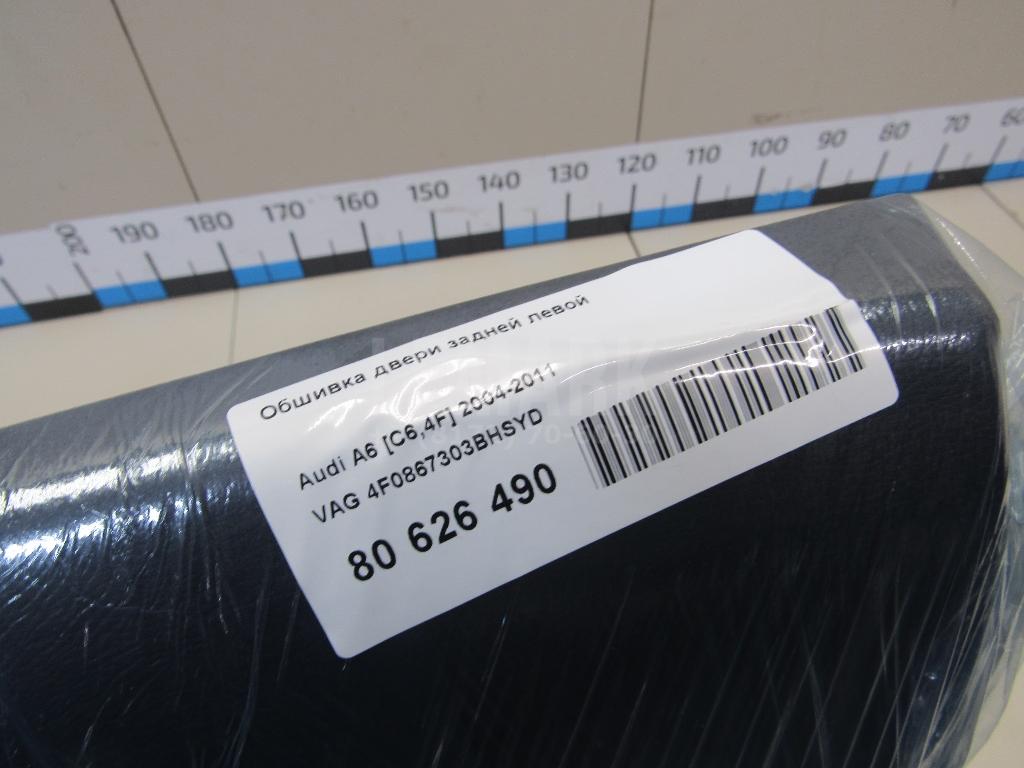 200 190 180 170 160 150 140 130 120 110 100 90 80 70 60
Обшивка двери задней левой
Audi A6 [C6,4F] 2004-2011
VAG 4F0867303BHSYD
80 626 490